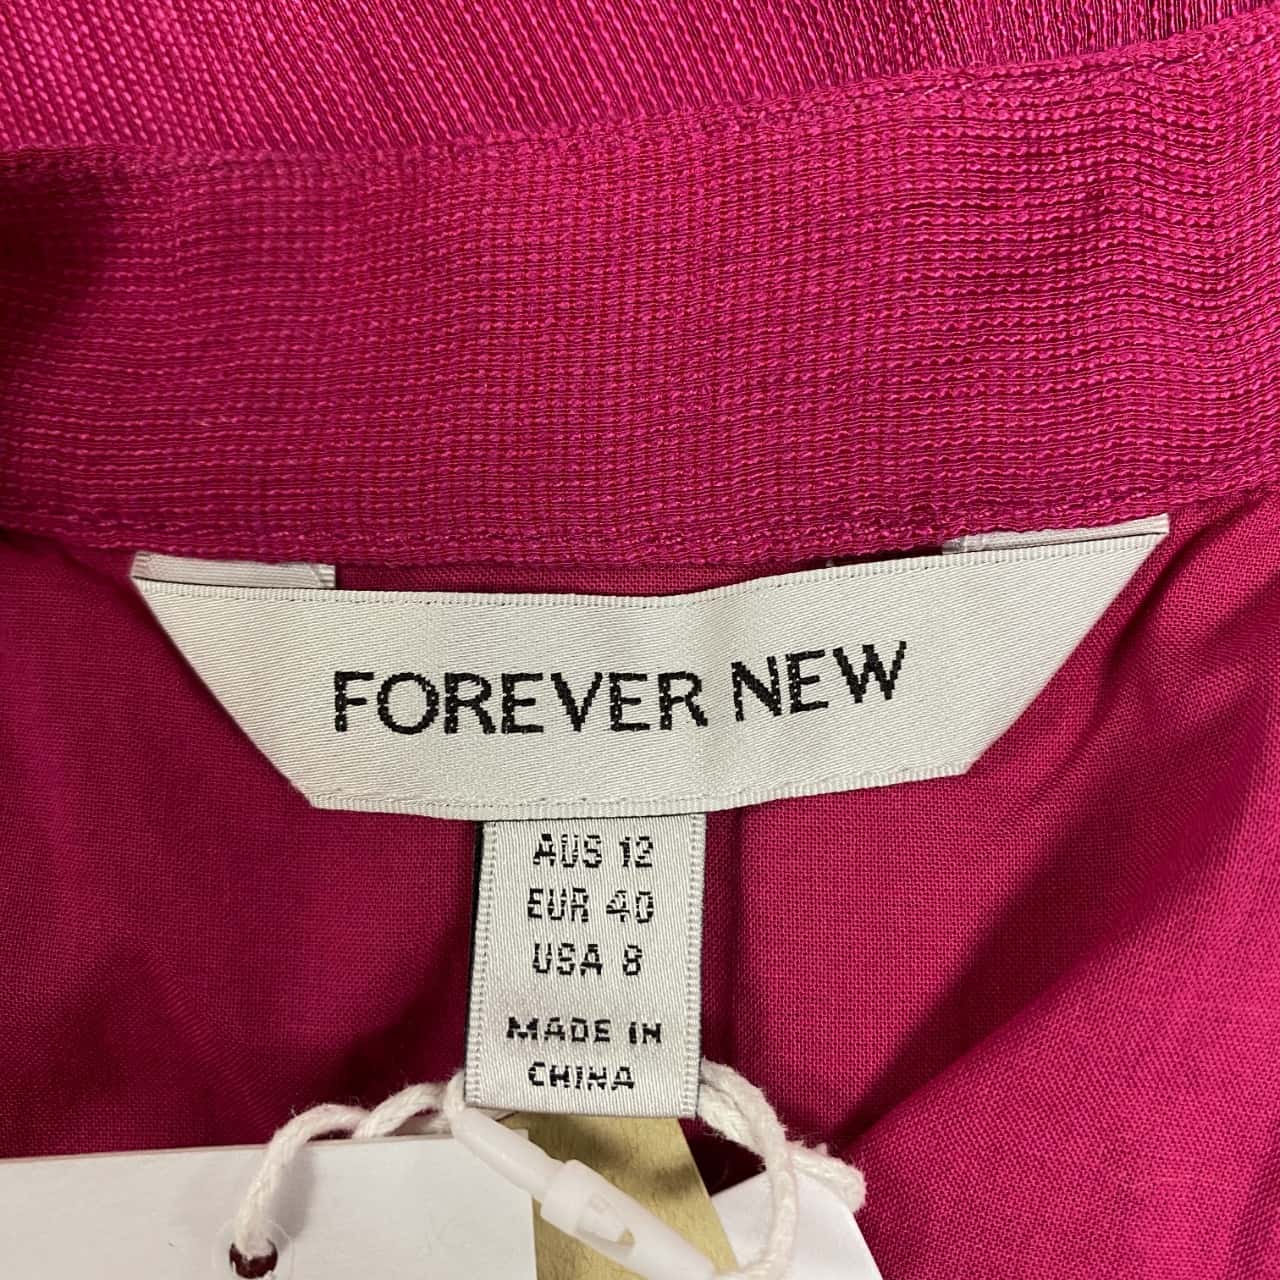 FOREVER NEW
AUS 12
EUR 40
USA 8
MADE IN
CHINA